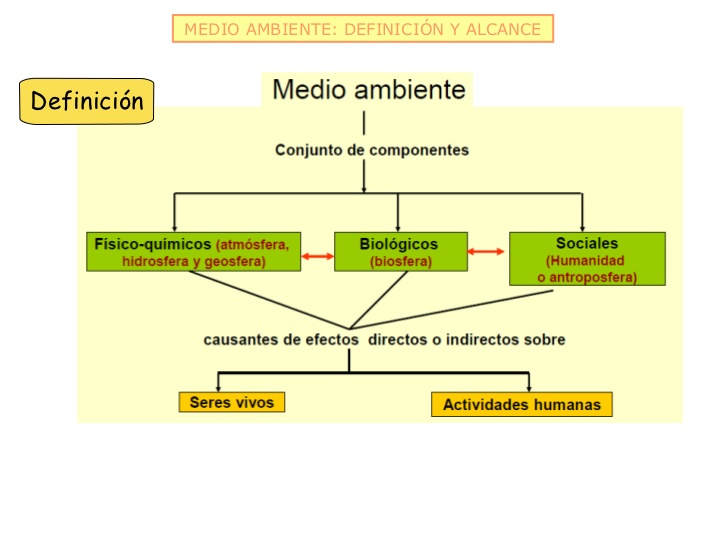 MEDIO AMBIENTE: DEFINICIÓN Y ALCANCE
Definición
Medio ambiente
Conjunto de componentes
Físico-químicos (atmósfera,
hidrosfera y geosfera)
Biológicos
(biosfera)
Sociales
(Humanidad
o antroposfera)
causantes de efectos directos o indirectos sobre
Seres vivos
Actividades humanas